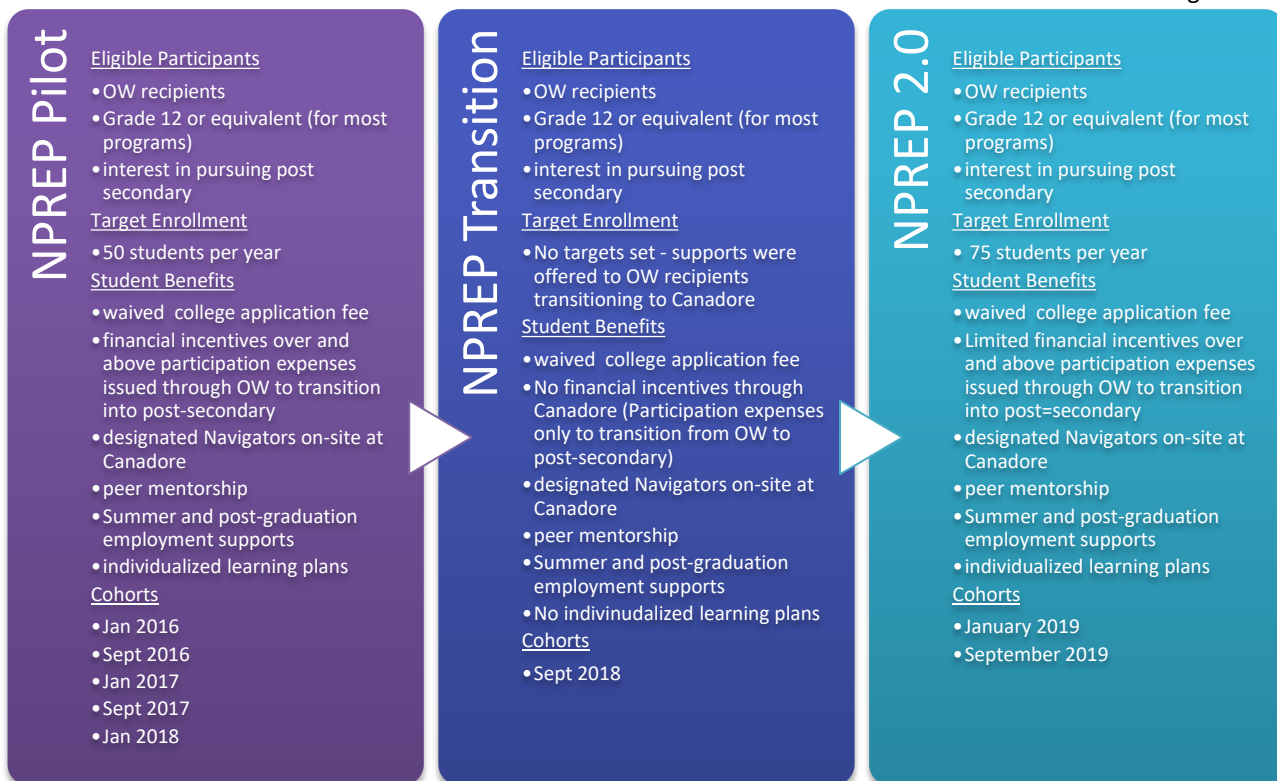 NPREP Pilot
Eligible Participants
•OW recipients
•Grade 12 or equivalent (for most
programs)
•interest in pursuing post
secondary
Target Enrollment
•50 students per year
Student Benefits
•waived college application fee
•financial incentives over and
above participation expenses
issued through OW to transition
into post-secondary
•designated Navigators on-site at
Canadore
•peer mentorship
•Summer and post-graduation
employment supports
•individualized learning plans
Cohorts
•Jan 2016
•Sept 2016
•Jan 2017
•Sept 2017
•Jan 2018
NPREP Transition
Eligible Participants
•OW recipients
•Grade 12 or equivalent (for most
programs)
•interest in pursuing post
secondary
Target Enrollment
•No targets set - supports were
offered to OW recipients
transitioning to Canadore
Student Benefits
•waived college application fee
•No financial incentives through
Canadore (Participation expenses
only to transition from OW to
post-secondary)
•designated Navigators on-site at
Canadore
•peer mentorship
•Summer and post-graduation
employment supports
•No indivinudalized learning plans
Cohorts
•Sept 2018
NPREP 2.0
Eligible Participants
•OW recipients
•Grade 12 or equivalent (for most
programs)
•interest in pursuing post
secondary
Target Enrollment
• 75 students per year
Student Benefits
•waived college application fee
•Limited financial incentives over
and above participation expenses
issued through OW to transition
into post=secondary
•designated Navigators on-site at
Canadore
•peer mentorship
•Summer and post-graduation
employment supports
•individualized learning plans
Cohorts
•January 2019
•September 2019